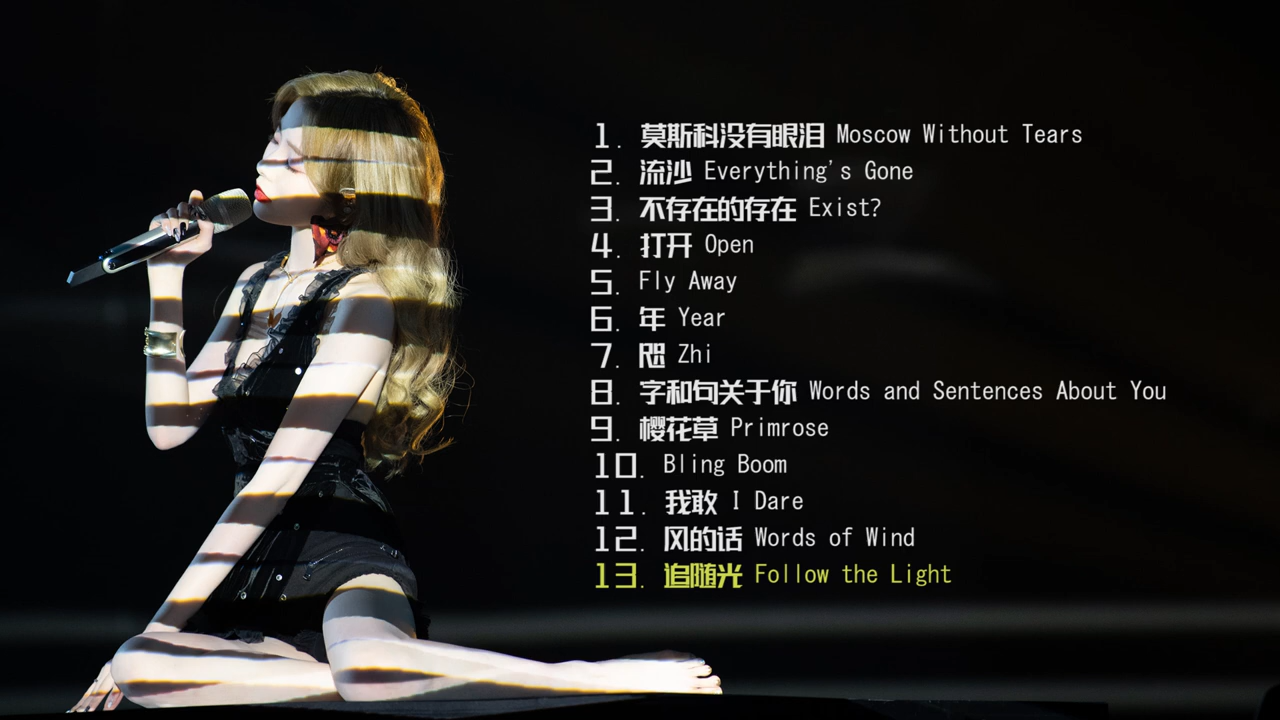 1. 莫斯科没有眼泪 Moscow Without Tears
2. 流沙 Everything's Gone
3. 不存在的存在 Exist?
4. 打开 Open
5. Fly Away
6. 年 Year
7. 咫 Zhi
8. 字和句关于你 Words and Sentences About You
9. 樱花草 Primrose
10. Bling Boom
11. 我敢 I Dare
12. 风的话 Words of Wind
13. 追随光 Follow the Light